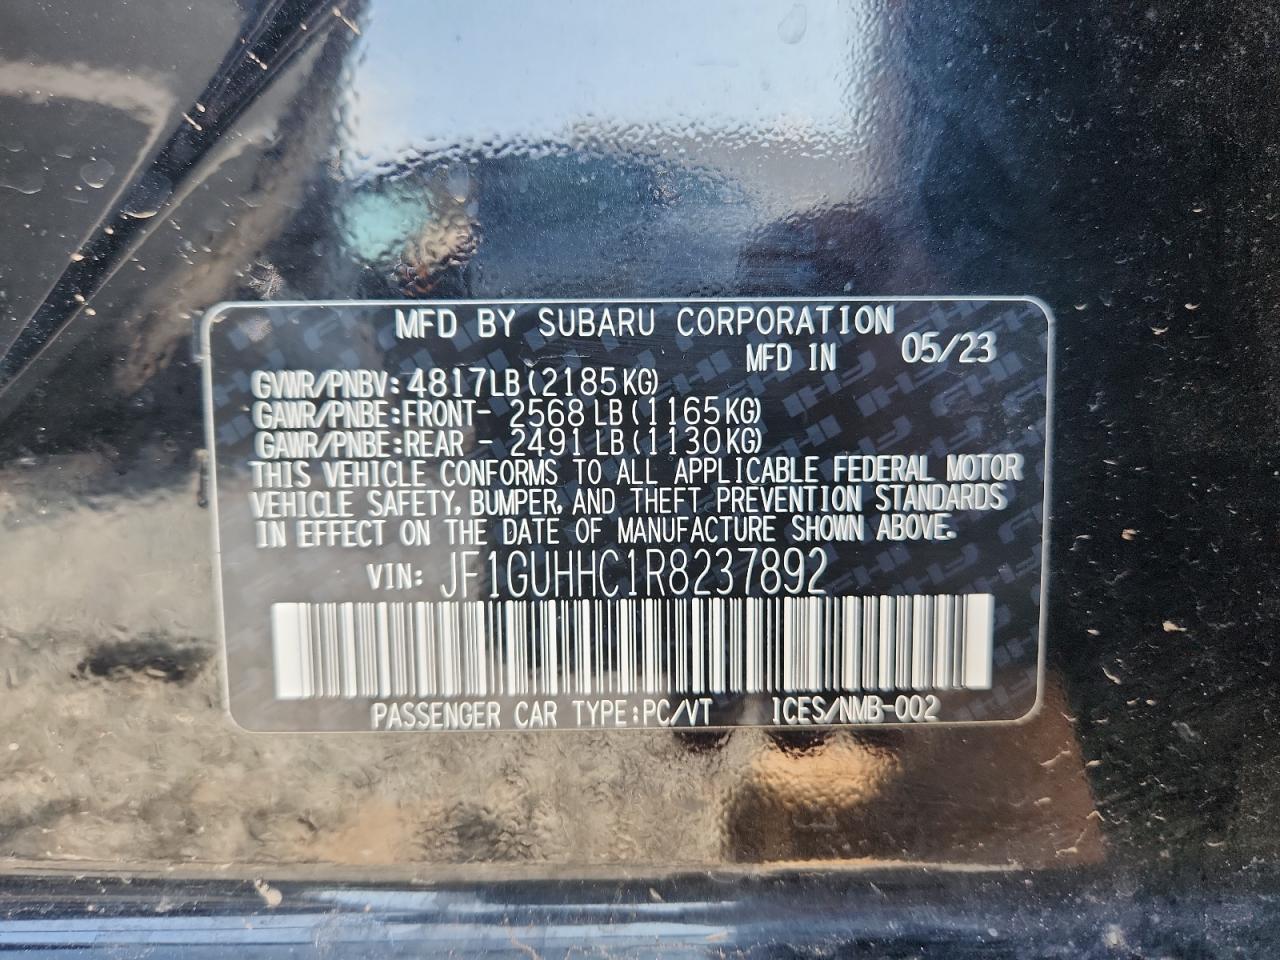 MFD BY SUBARU CORPORATION
MFD IN 05/23
GVWR/PNBV: 4817LB (2185KG)
GAWR/PNBE:FRONT- 2568 LB (1165KG)
GAWR/PNBE:REAR - 2491 LB (1130KG)
THIS VEHICLE CONFORMS TO ALL APPLICABLE FEDERAL MOTOR
VEHICLE SAFETY, BUMPER, AND THEFT PREVENTION STANDARDS
IN EFFECT ON THE DATE OF MANUFACTURE SHOWN ABOVE.
VIN: JF1GUHHC1R8237892
PASSENGER CAR TYPE:PC/VT ICES/NMB-002